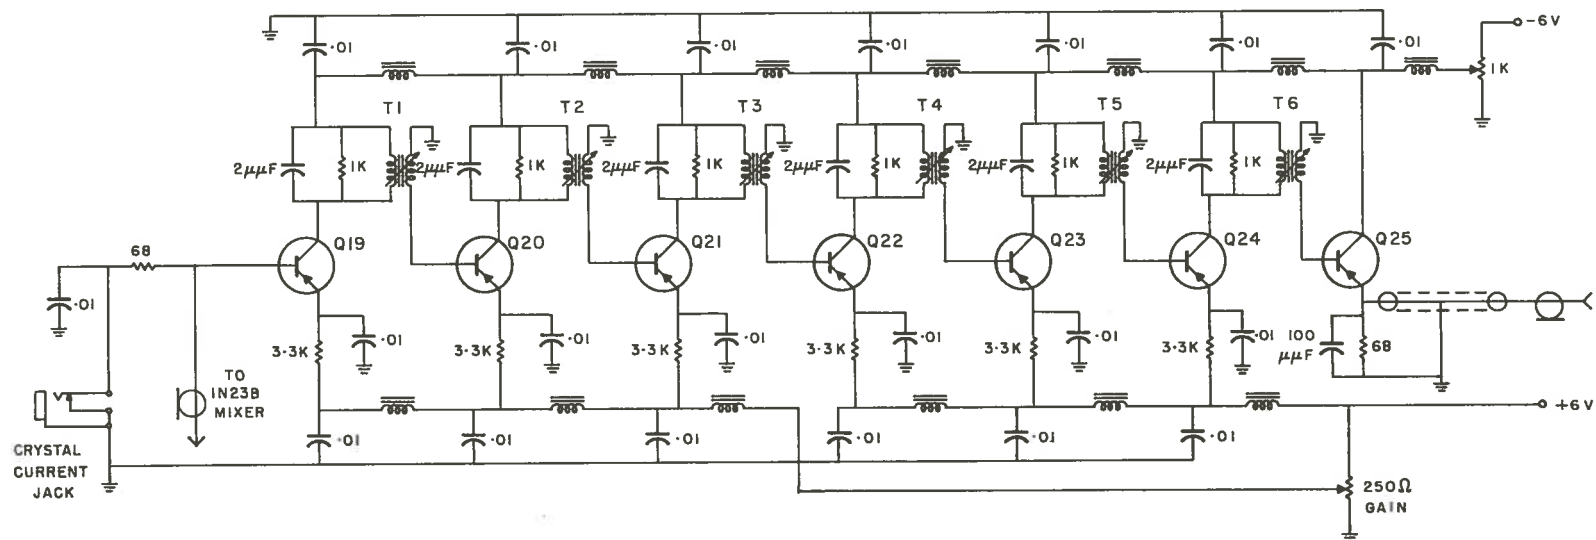 .01 .01 .01 .01 .01 .01 .01
-6V
1K
T1 T2 T3 T4 T5 T6
2μμF 1K 2μμF 1K 2μμF 1K 2μμF 1K 2μμF 1K 2μμF 1K
Q19 Q20 Q21 Q22 Q23 Q24 Q25
68
.01
3.3K .01 3.3K .01 3.3K .01 3.3K .01 3.3K .01 3.3K .01
100
μμF
68
TO
IN23B
MIXER
+6V
.01 .01 .01 .01 .01 .01
CRYSTAL
CURRENT
JACK
250Ω
GAIN